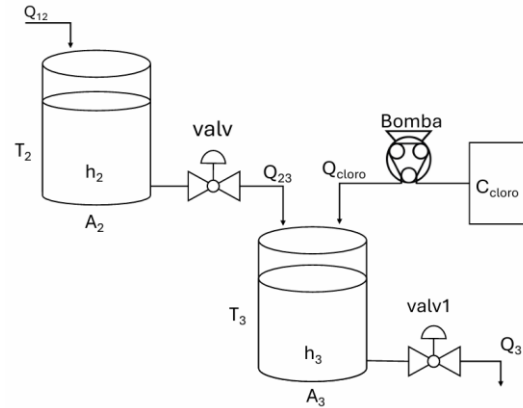 Q12
T2
h2
A2
valv
Q23
Bomba
Qcloro
Ccloro
T3
h3
A3
valv1
Q3